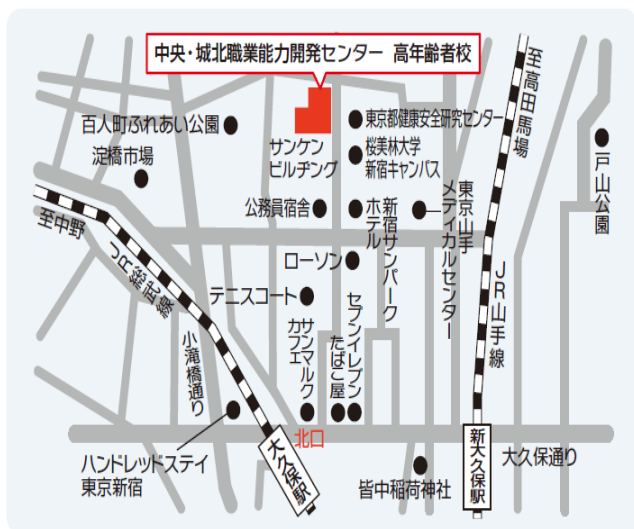 中央・城北職業能力開発センター 高年齢者校
至高田馬場
百人町ふれあい公園
東京都健康安全研究センター
淀橋市場
サンケン
ビルヂング
桜美林大学
新宿キャンパス
戸山公園
至中野
公務員宿舎
新宿サンパーク
ホテル
東京山手
メディカルセンター
JR総武線
ローソン
JR山手線
テニスコート
小滝橋通り
サンマルク
カフェ
たばこ屋
セブンイレブン
北口
大久保駅
新大久保駅
大久保通り
ハンドレッドステイ
東京新宿
皆中稲荷神社